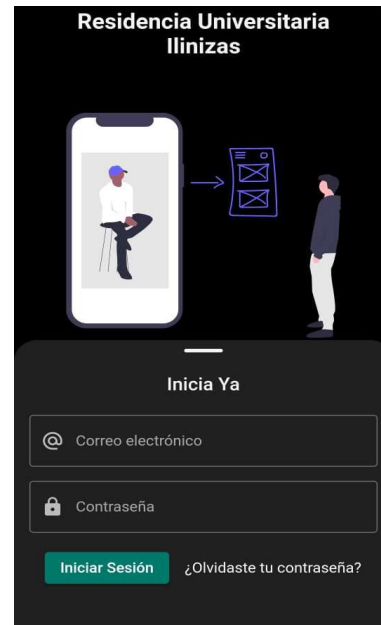 Residencia Universitaria
Ilinizas
Inicia Ya
Correo electrónico
Contraseña
Iniciar Sesión ¿Olvidaste tu contraseña?